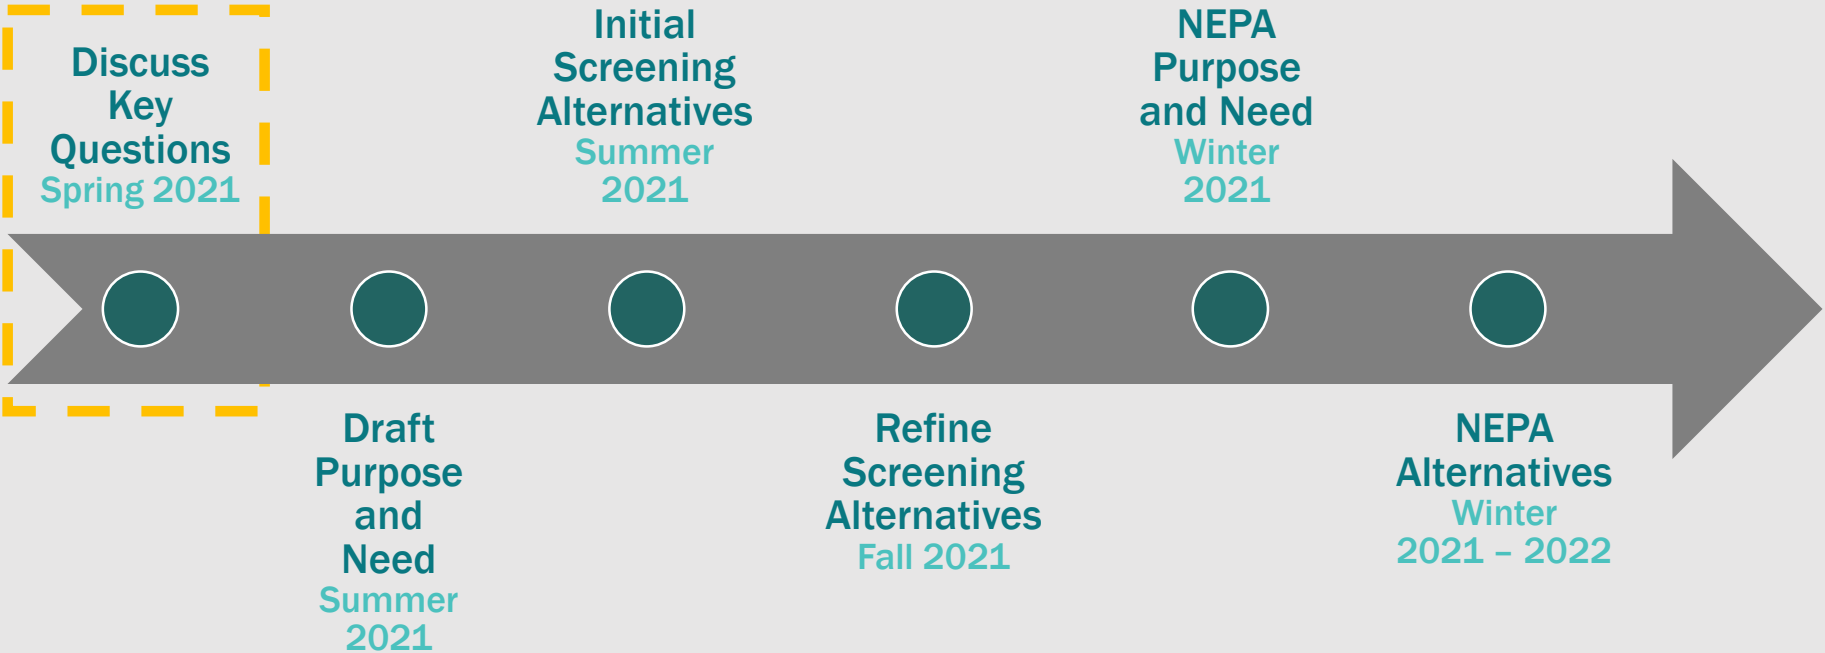 Discuss
Key
Questions
Spring 2021
Draft
Purpose
and
Need
Summer
2021
Initial
Screening
Alternatives
Summer
2021
Refine
Screening
Alternatives
Fall 2021
NEPA
Purpose
and Need
Winter
2021
NEPA
Alternatives
Winter
2021 – 2022